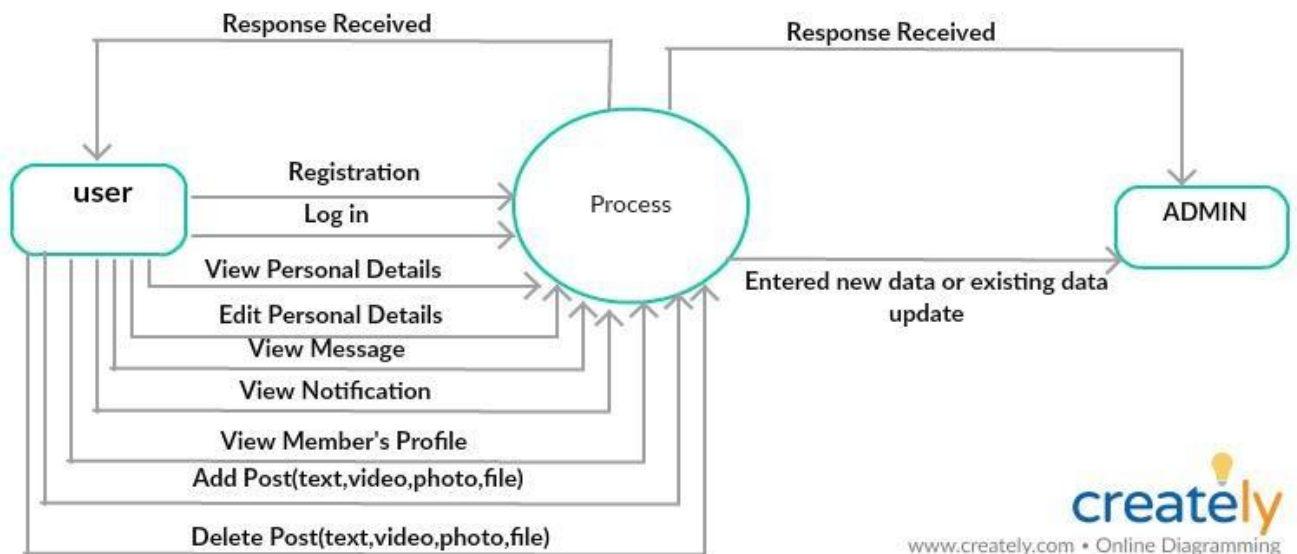 Response Received
Response Received
user
Registration
Log in
Process
ADMIN
View Personal Details
Entered new data or existing data
update
Edit Personal Details
View Message
View Notification
View Member's Profile
Add Post(text,video,photo,file)
Delete Post(text,video,photo,file)
creately
www.creately.com • Online Diagramming